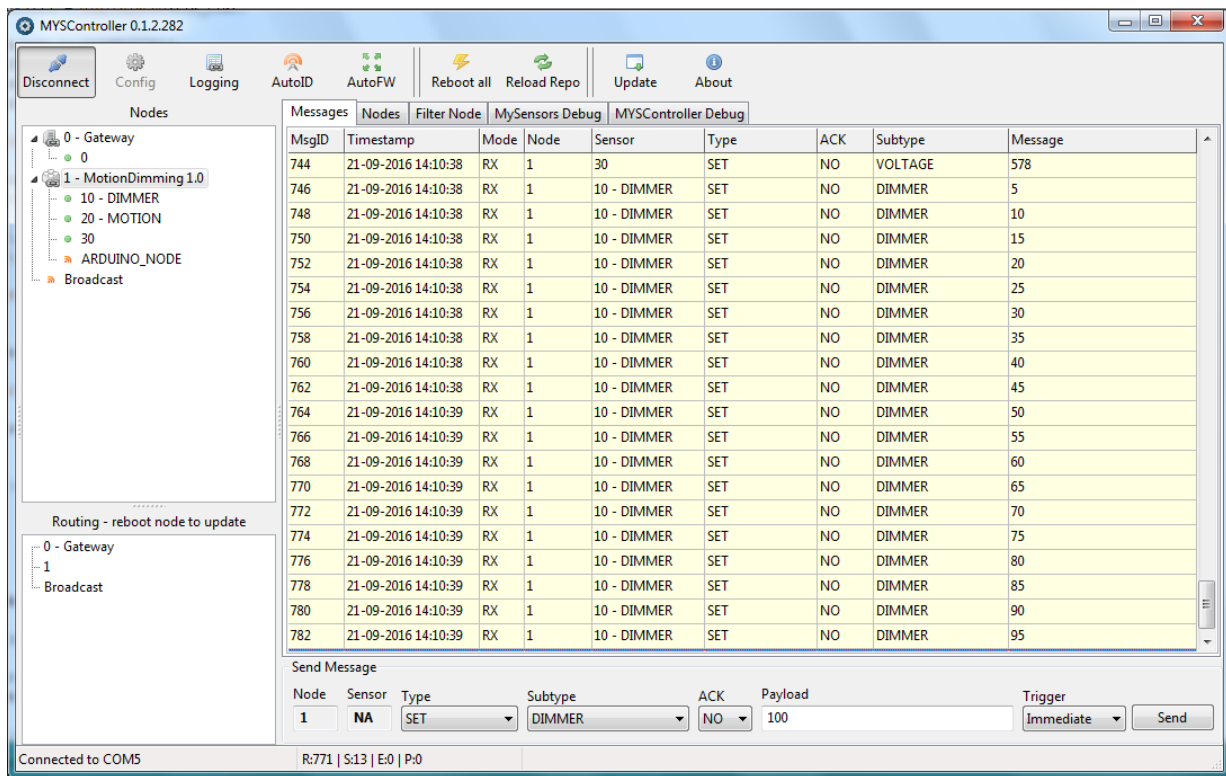 MYSController 0.1.2.282
Disconnect Config Logging AutoID AutoFW Reboot all Reload Repo Update About
Nodes
0 - Gateway
0
1 - MotionDimming 1.0
10 - DIMMER
20 - MOTION
30
ARDUINO_NODE
Broadcast
Routing - reboot node to update
0 - Gateway
1
Broadcast
Messages Nodes Filter Node MySensors Debug MYSController Debug
MsgID Timestamp Mode Node Sensor Type ACK Subtype Message
744 21-09-2016 14:10:38 RX 1 30 SET NO VOLTAGE 578
746 21-09-2016 14:10:38 RX 1 10 - DIMMER SET NO DIMMER 5
748 21-09-2016 14:10:38 RX 1 10 - DIMMER SET NO DIMMER 10
750 21-09-2016 14:10:38 RX 1 10 - DIMMER SET NO DIMMER 15
752 21-09-2016 14:10:38 RX 1 10 - DIMMER SET NO DIMMER 20
754 21-09-2016 14:10:38 RX 1 10 - DIMMER SET NO DIMMER 25
756 21-09-2016 14:10:38 RX 1 10 - DIMMER SET NO DIMMER 30
758 21-09-2016 14:10:38 RX 1 10 - DIMMER SET NO DIMMER 35
760 21-09-2016 14:10:38 RX 1 10 - DIMMER SET NO DIMMER 40
762 21-09-2016 14:10:38 RX 1 10 - DIMMER SET NO DIMMER 45
764 21-09-2016 14:10:39 RX 1 10 - DIMMER SET NO DIMMER 50
766 21-09-2016 14:10:39 RX 1 10 - DIMMER SET NO DIMMER 55
768 21-09-2016 14:10:39 RX 1 10 - DIMMER SET NO DIMMER 60
770 21-09-2016 14:10:39 RX 1 10 - DIMMER SET NO DIMMER 65
772 21-09-2016 14:10:39 RX 1 10 - DIMMER SET NO DIMMER 70
774 21-09-2016 14:10:39 RX 1 10 - DIMMER SET NO DIMMER 75
776 21-09-2016 14:10:39 RX 1 10 - DIMMER SET NO DIMMER 80
778 21-09-2016 14:10:39 RX 1 10 - DIMMER SET NO DIMMER 85
780 21-09-2016 14:10:39 RX 1 10 - DIMMER SET NO DIMMER 90
782 21-09-2016 14:10:39 RX 1 10 - DIMMER SET NO DIMMER 95
Send Message
Node Sensor Type Subtype ACK Payload Trigger
1 NA SET DIMMER NO 100 Immediate Send
Connected to COM5 R:771 | S:13 | E:0 | P:0